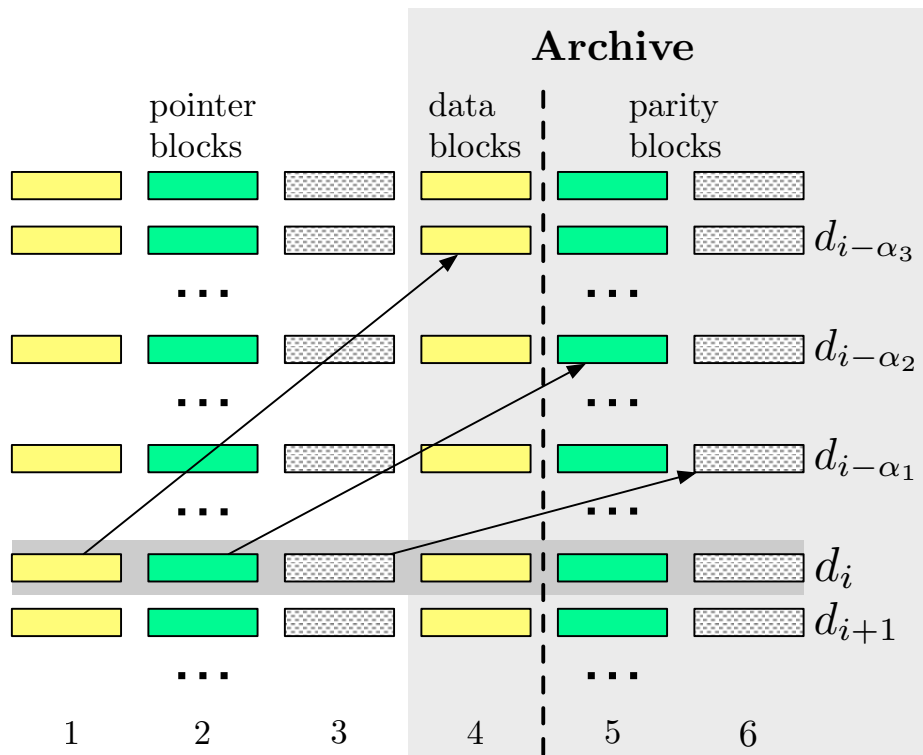 Archive
pointer blocks
data blocks
parity blocks
d_{i-α_3}
... ...
d_{i-α_2}
... ...
d_{i-α_1}
... ...
d_i
d_{i+1}
... ...
1 2 3 4 5 6